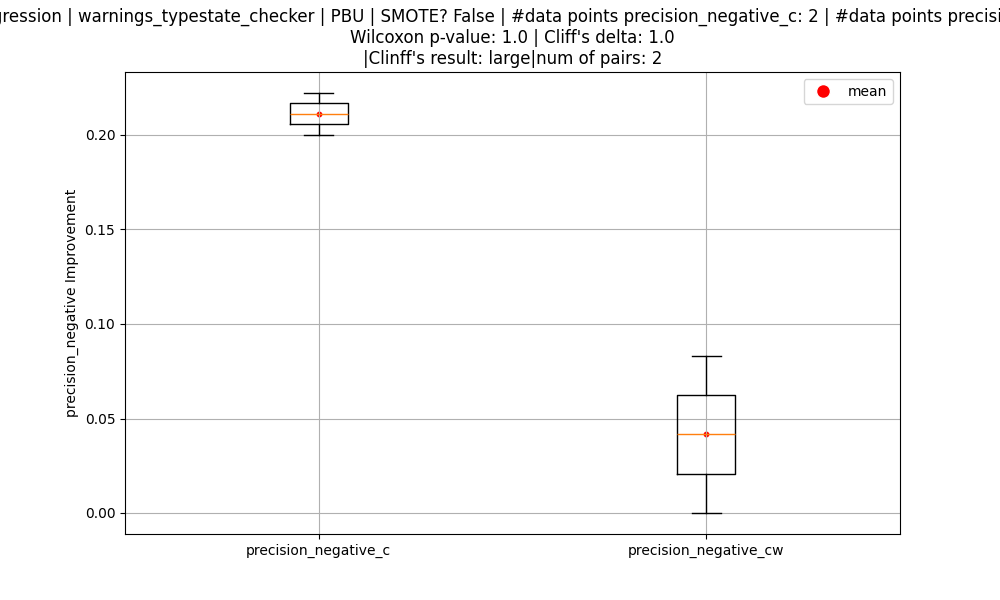 | warnings_typestate_checker | PBU | SMOTE? False | #data points precision_negative_c: 2 | #data points
Wilcoxon p-value: 1.0 | Cliff's delta: 1.0
|Clinff's result: large|num of pairs: 2
mean
0.20
0.15
0.10
0.05
0.00
precision_negative Improvement
precision_negative_c
precision_negative_cw